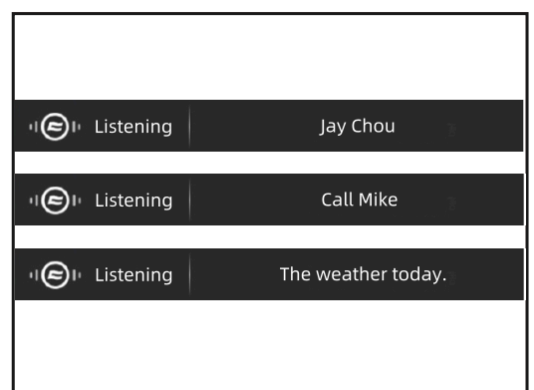 Listening Jay Chou
Listening Call Mike
Listening The weather today.